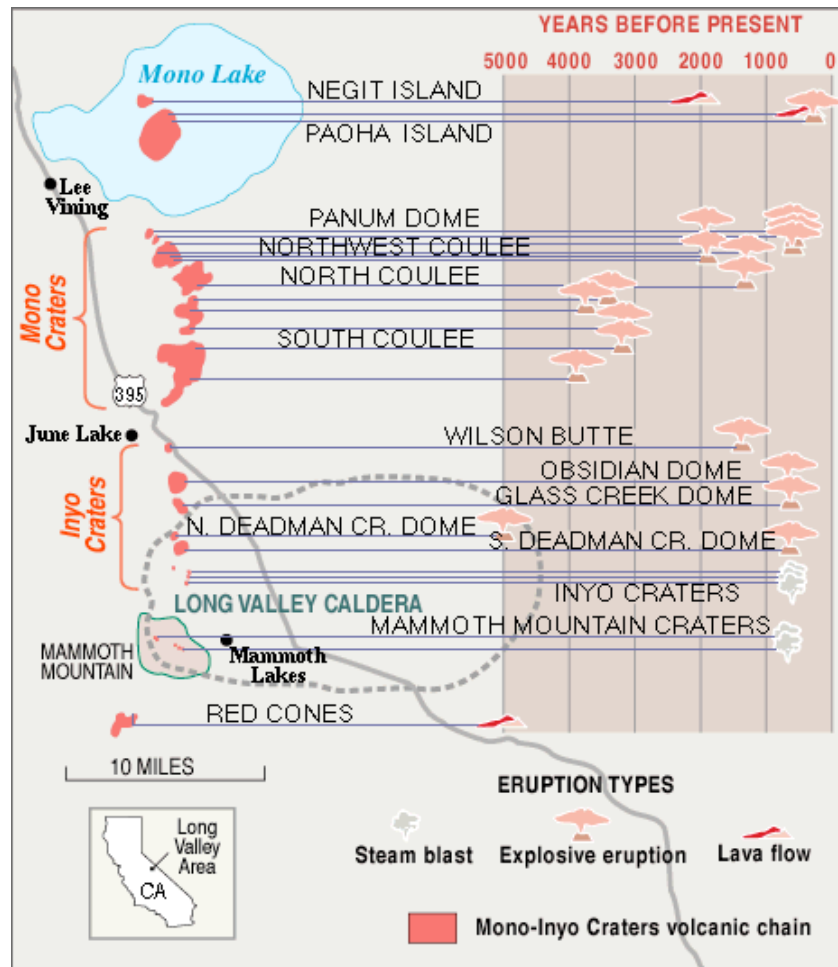 YEARS BEFORE PRESENT
5000 4000 3000 2000 1000 0
Mono Lake
NEGIT ISLAND
PAOHA ISLAND
Lee
Vining
PANUM DOME
NORTHWEST COULEE
NORTH COULEE
Mono
Craters
SOUTH COULEE
395
June Lake
WILSON BUTTE
OBSIDIAN DOME
Inyo
Craters
GLASS CREEK DOME
N. DEADMAN CR. DOME
S. DEADMAN CR. DOME
INYO CRATERS
LONG VALLEY CALDERA
MAMMOTH MOUNTAIN CRATERS
MAMMOTH
MOUNTAIN
Mammoth
Lakes
RED CONES
10 MILES
ERUPTION TYPES
Long
Valley
Area
CA
Steam blast
Explosive eruption
Lava flow
Mono-Inyo Craters volcanic chain